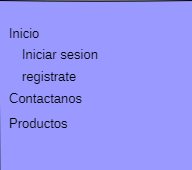 Inicio
Iniciar sesion
registrate
Contactanos
Productos